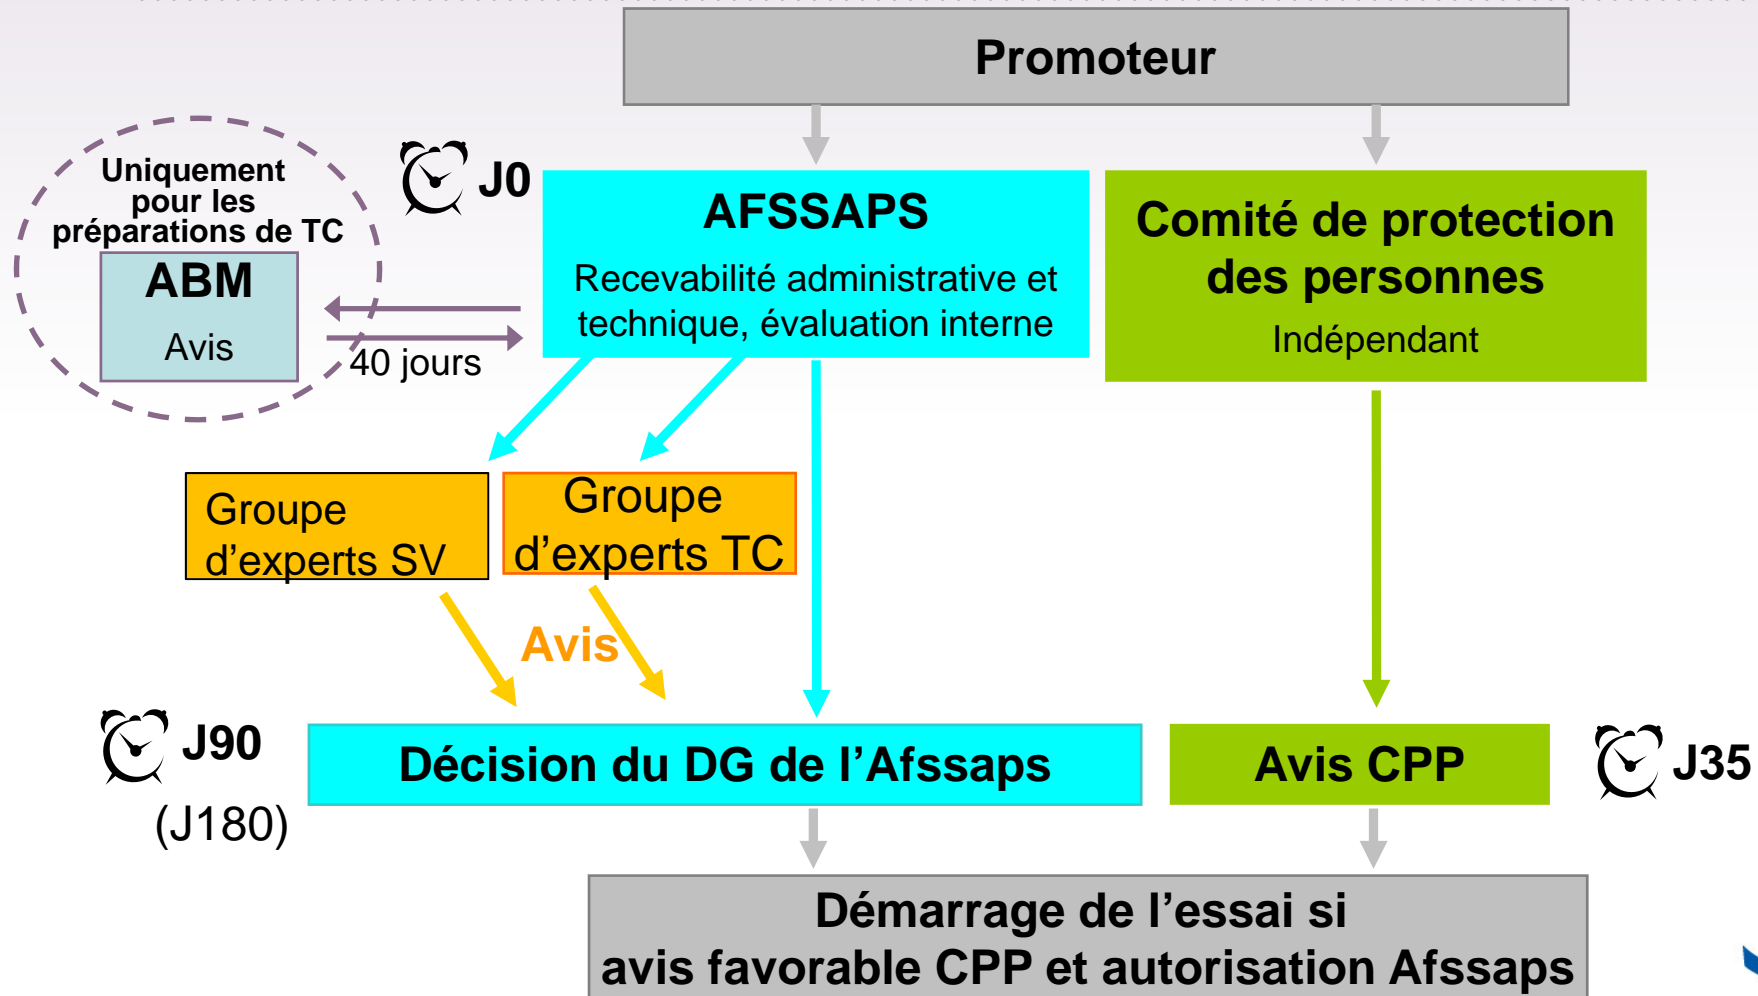 Promoteur
Uniquement
pour les
préparations de TC
ABM
Avis
40 jours
J0
AFSSAPS
Recevabilité administrative et
technique, évaluation interne
Comité de protection
des personnes
Indépendant
Groupe
d'experts SV
Groupe
d’experts TC
Avis
J90
(J180)
Décision du DG de l’Afssaps
Avis CPP
J35
Démarrage de l’essai si
avis favorable CPP et autorisation Afssaps